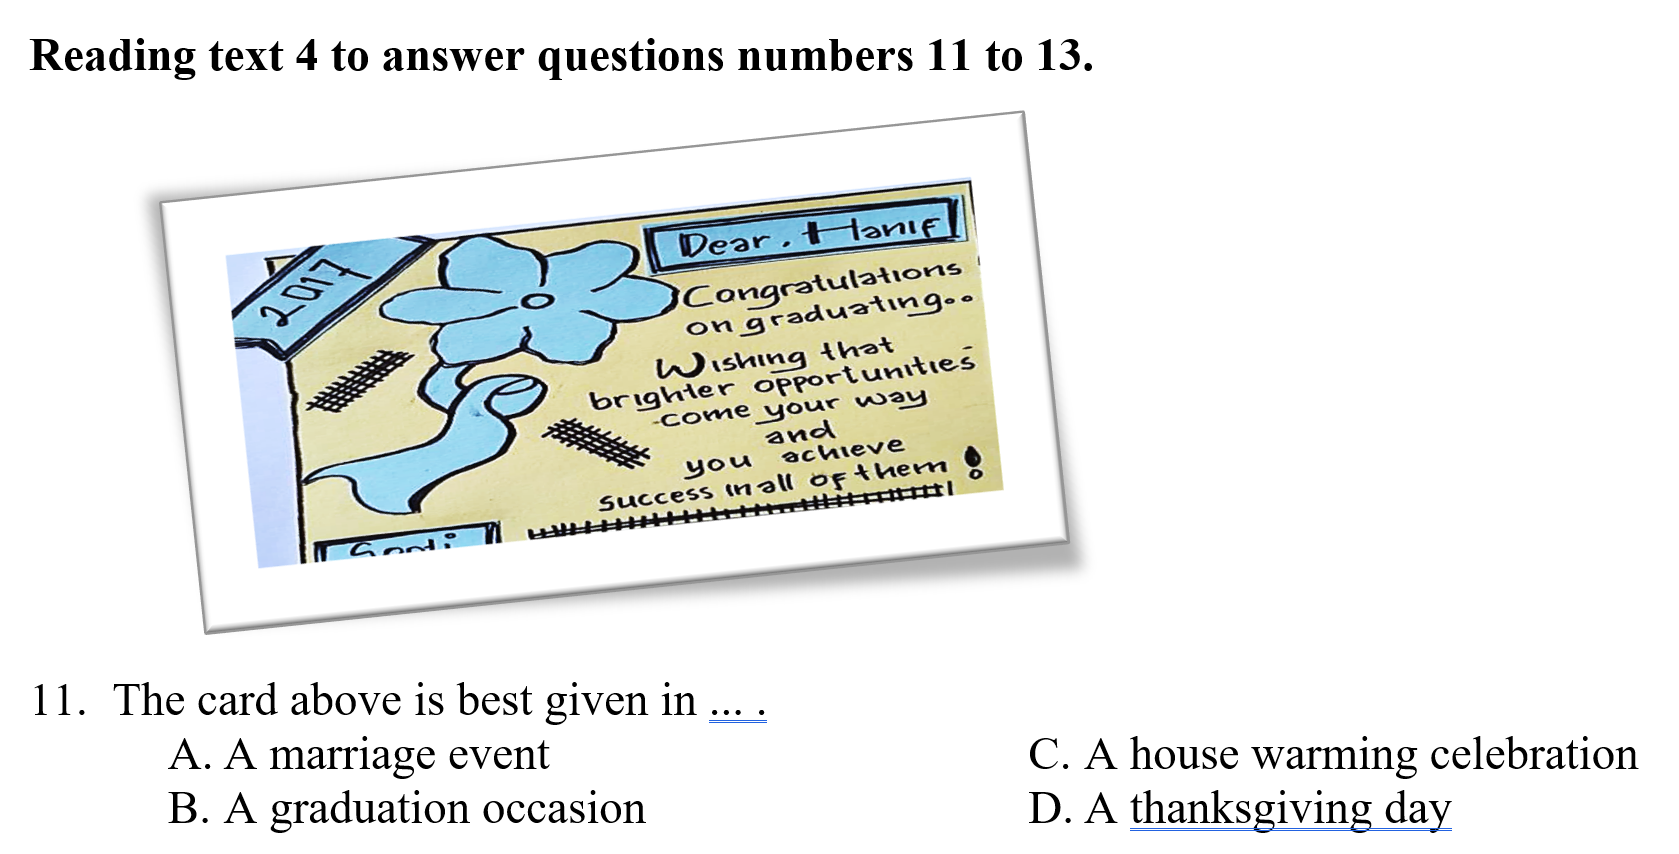 Reading text 4 to answer questions numbers 11 to 13.
2017
Dear. Hanif!
Congratulations
on graduating..
Wishing that
brighter opportunities
come your way
and
you achieve
success in all of them !
11. The card above is best given in ... .
A. A marriage event
B. A graduation occasion
C. A house warming celebration
D. A thanksgiving day